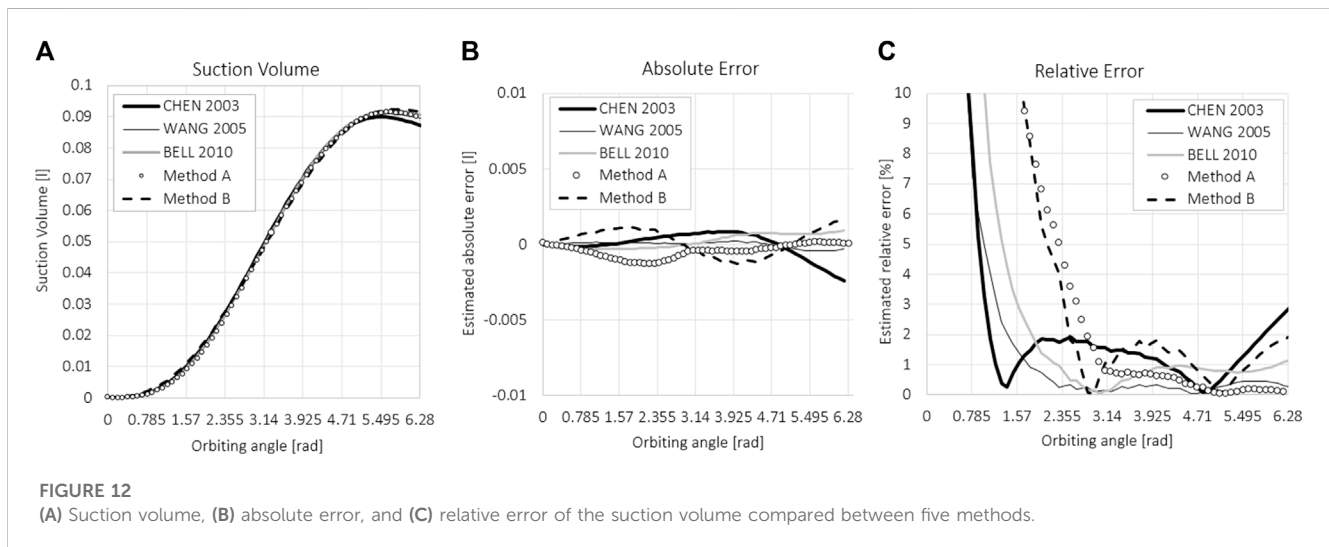 A
Suction Volume
0.1
0.09
0.08
0.07
0.06
0.05
0.04
0.03
0.02
0.01
0
Suction Volume [l]
CHEN 2003
WANG 2005
BELL 2010
Method A
Method B
0 0.785 1.57 2.355 3.14 3.925 4.71 5.495 6.28
Orbiting angle [rad]
B
Absolute Error
0.01
0.005
0
-0.005
-0.01
Estimated absolute error [l]
CHEN 2003
WANG 2005
BELL 2010
Method A
Method B
0 0.785 1.57 2.355 3.14 3.925 4.71 5.495 6.28
Orbiting angle [rad]
C
Relative Error
10
9
8
7
6
5
4
3
2
1
0
Estimated relative error [%]
CHEN 2003
WANG 2005
BELL 2010
Method A
Method B
0 0.785 1.57 2.355 3.14 3.925 4.71 5.495 6.28
Orbiting angle [rad]
FIGURE 12
(A) Suction volume, (B) absolute error, and (C) relative error of the suction volume compared between five methods.